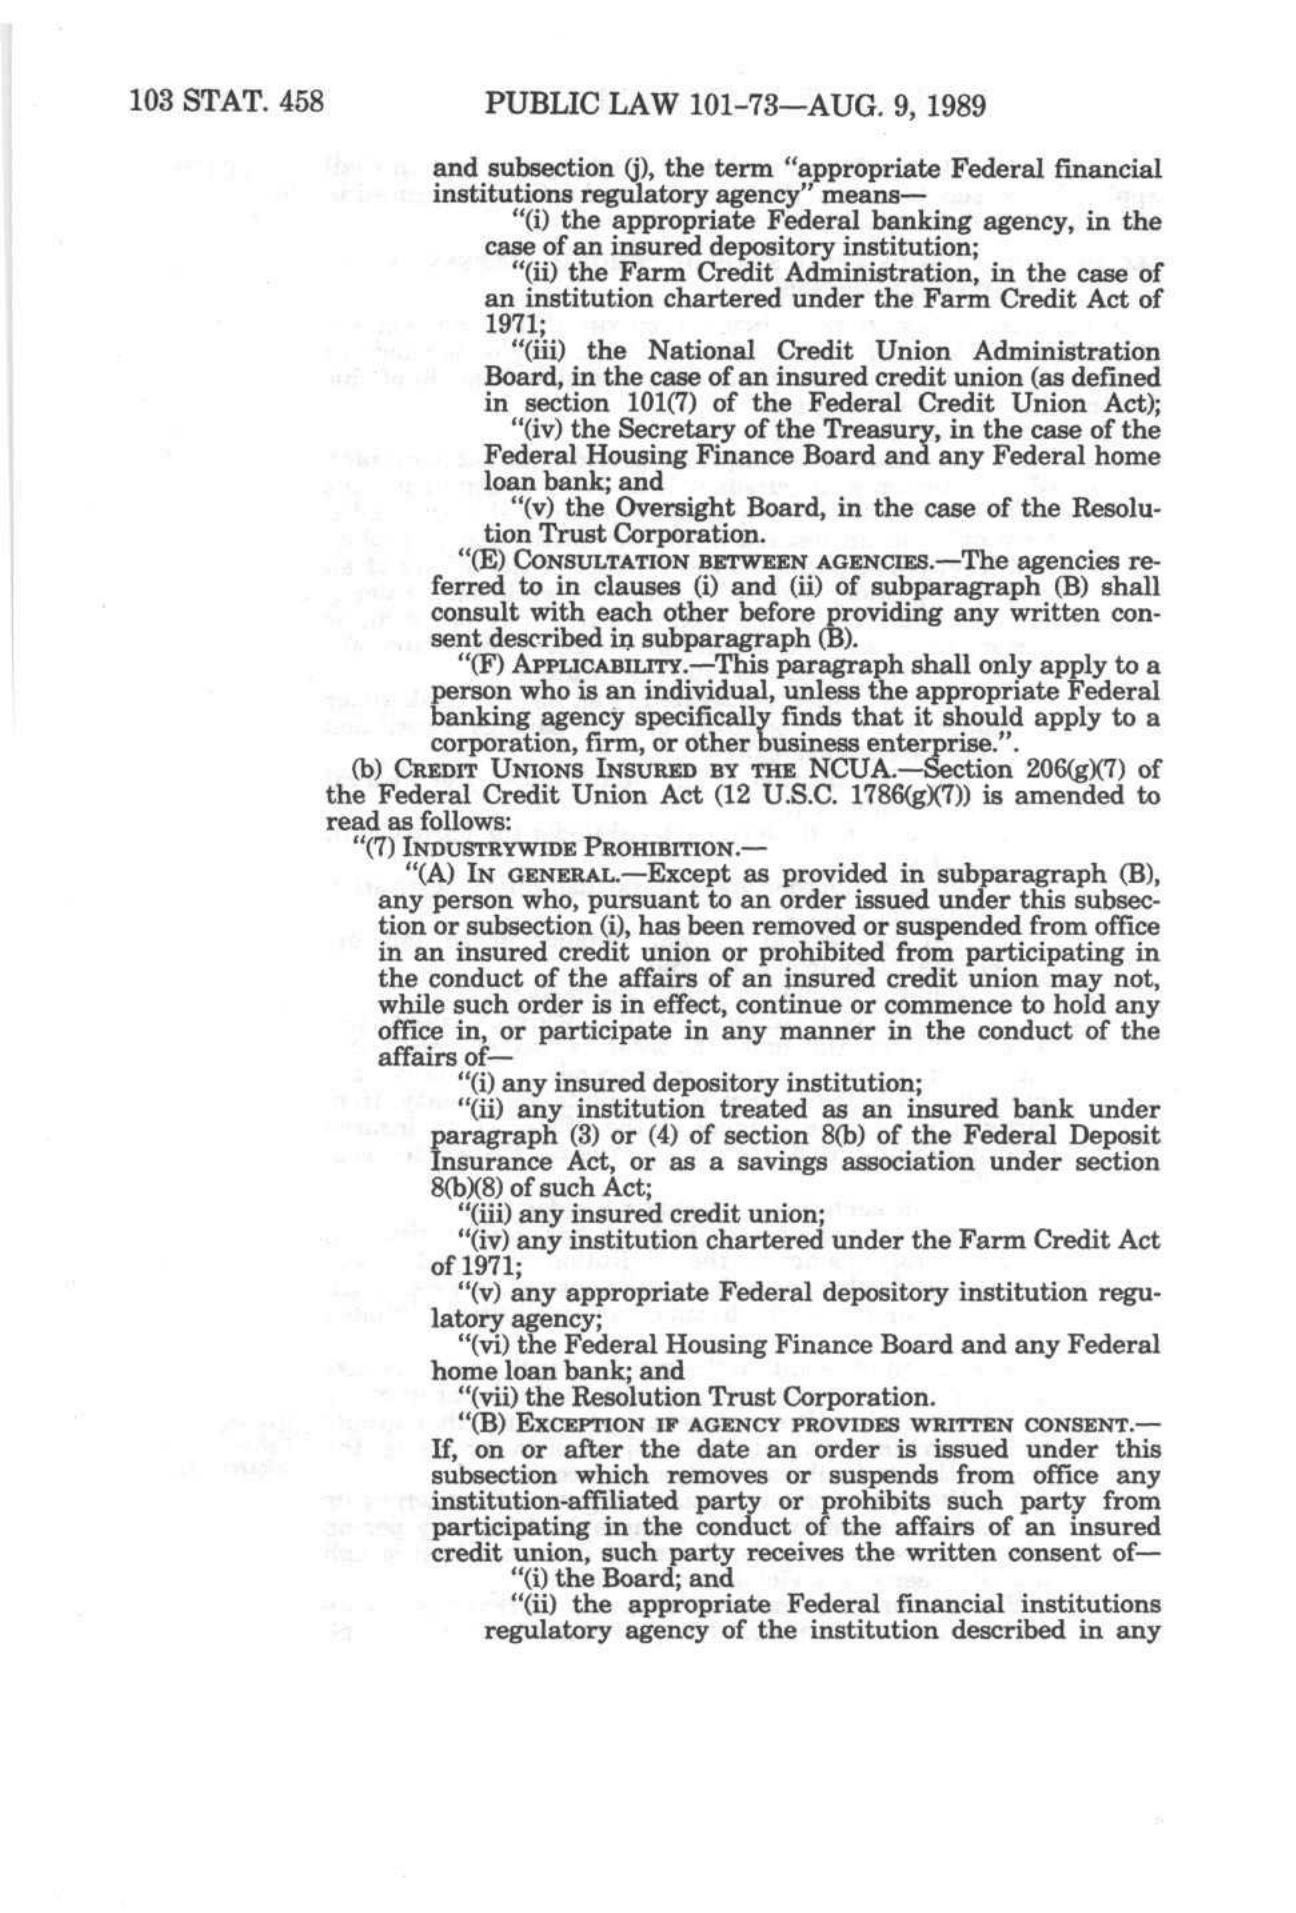 103 STAT. 458 PUBLIC LAW 101-73—AUG. 9, 1989
and subsection (j), the term “appropriate Federal financial
institutions regulatory agency” means—
“(i) the appropriate Federal banking agency, in the
case of an insured depository institution;
“(ii) the Farm Credit Administration, in the case of
an institution chartered under the Farm Credit Act of
1971;
“(iii) the National Credit Union Administration
Board, in the case of an insured credit union (as defined
in section 101(7) of the Federal Credit Union Act);
“(iv) the Secretary of the Treasury, in the case of the
Federal Housing Finance Board and any Federal home
loan bank; and
“(v) the Oversight Board, in the case of the Resolu-
tion Trust Corporation.
“(E) CONSULTATION BETWEEN AGENCIES.—The agencies re-
ferred to in clauses (i) and (ii) of subparagraph (B) shall
consult with each other before providing any written con-
sent described in subparagraph (B).
“(F) APPLICABILITY.—This paragraph shall only apply to a
person who is an individual, unless the appropriate Federal
banking agency specifically finds that it should apply to a
corporation, firm, or other business enterprise.”.
(b) CREDIT UNIONS INSURED BY THE NCUA.—Section 206(g)(7) of
the Federal Credit Union Act (12 U.S.C. 1786(g)(7)) is amended to
read as follows:
“(7) INDUSTRYWIDE PROHIBITION.—
“(A) IN GENERAL.—Except as provided in subparagraph (B),
any person who, pursuant to an order issued under this subsec-
tion or subsection (i), has been removed or suspended from office
in an insured credit union or prohibited from participating in
the conduct of the affairs of an insured credit union may not,
while such order is in effect, continue or commence to hold any
office in, or participate in any manner in the conduct of the
affairs of—
“(i) any insured depository institution;
“(ii) any institution treated as an insured bank under
paragraph (3) or (4) of section 8(b) of the Federal Deposit
Insurance Act, or as a savings association under section
8(b)(8) of such Act;
“(iii) any insured credit union;
“(iv) any institution chartered under the Farm Credit Act
of 1971;
“(v) any appropriate Federal depository institution regu-
latory agency;
“(vi) the Federal Housing Finance Board and any Federal
home loan bank; and
“(vii) the Resolution Trust Corporation.
“(B) EXCEPTION IF AGENCY PROVIDES WRITTEN CONSENT.—
If, on or after the date an order is issued under this
subsection which removes or suspends from office any
institution-affiliated party or prohibits such party from
participating in the conduct of the affairs of an insured
credit union, such party receives the written consent of—
“(i) the Board; and
“(ii) the appropriate Federal financial institutions
regulatory agency of the institution described in any